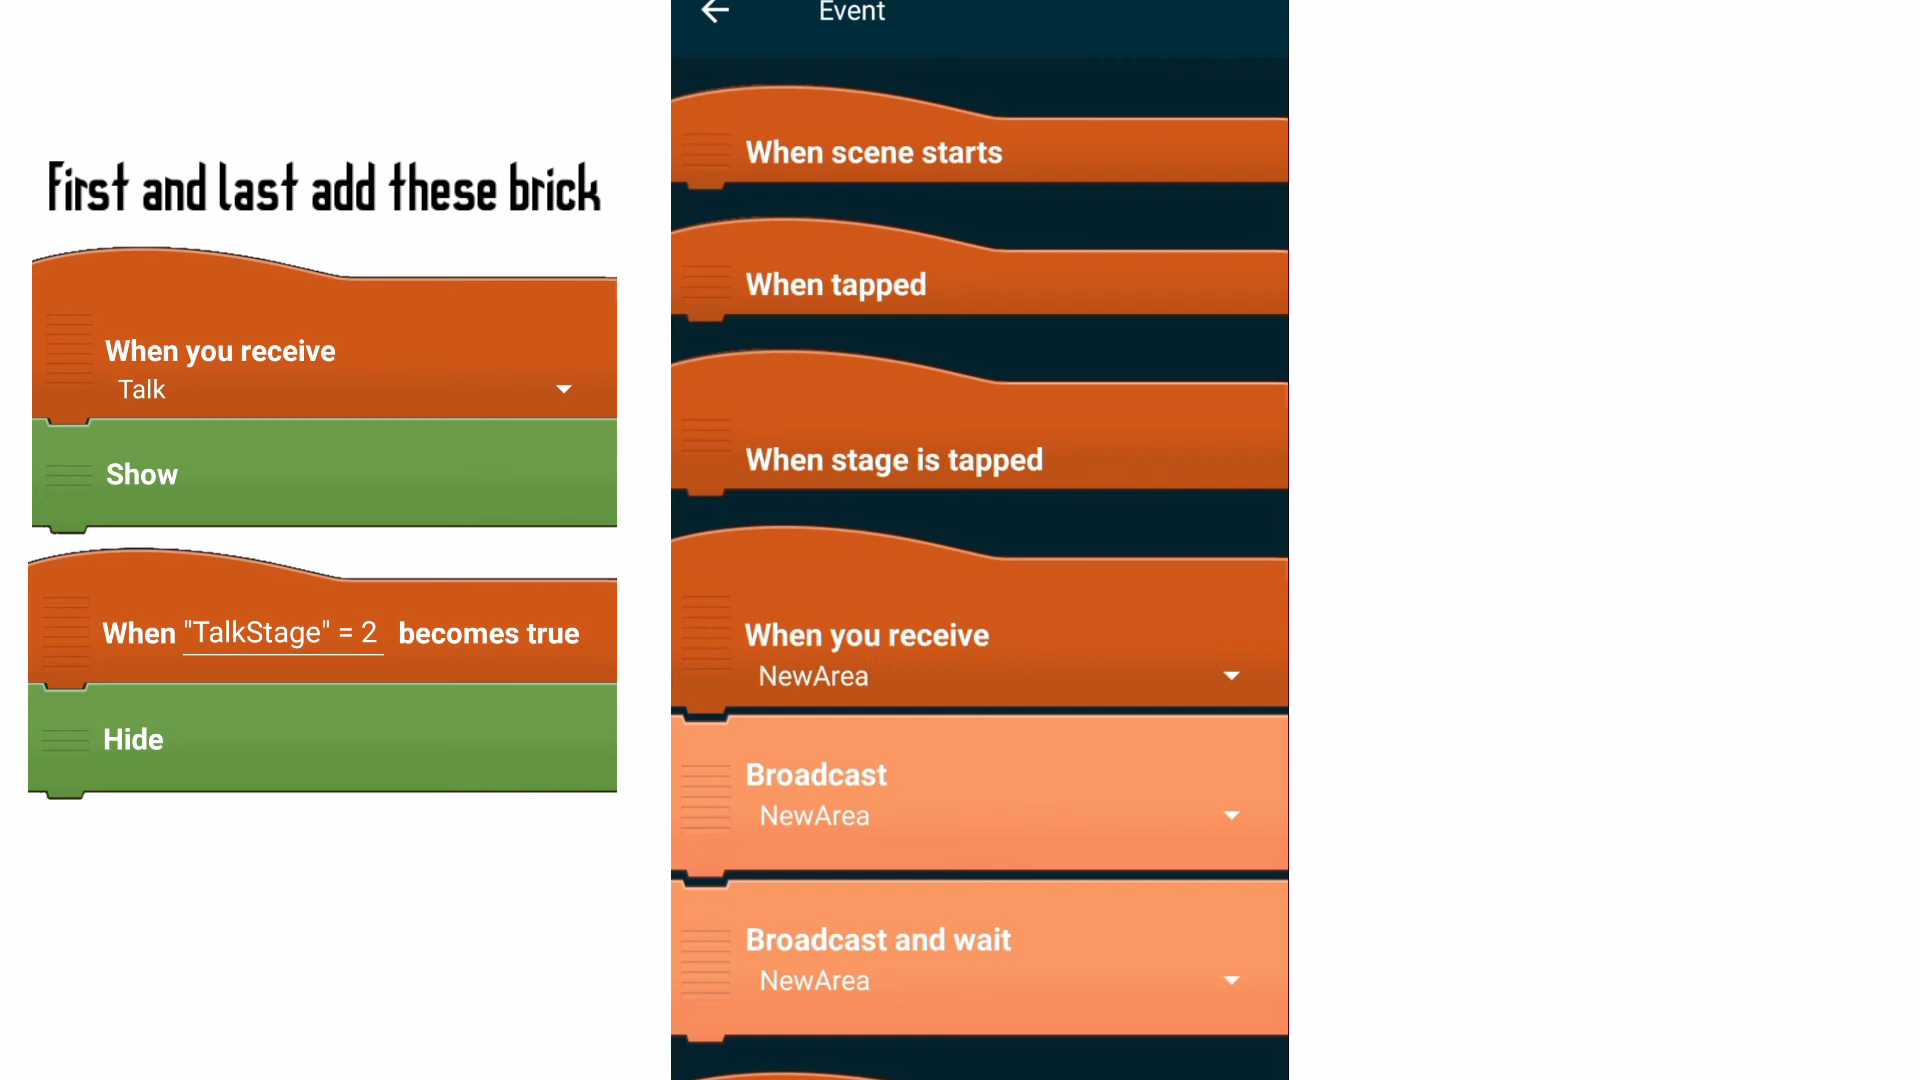 First and last add these brick
When you receive
Talk
Show
When "TalkStage" = 2 becomes true
Hide
Event
When scene starts
When tapped
When stage is tapped
When you receive
NewArea
Broadcast
NewArea
Broadcast and wait
NewArea